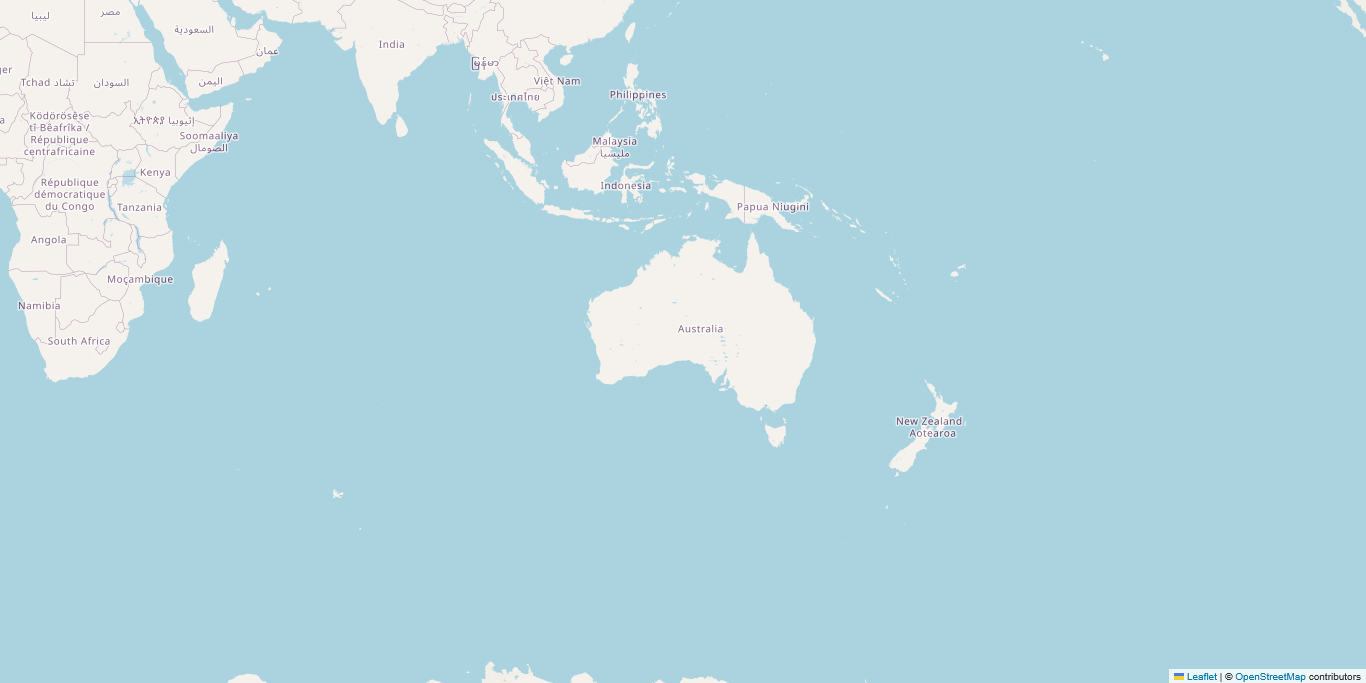 ليبيا
مصر
السعودية
عمان
India
မြန်မာ
Tchad تشاد
السودان
اليمن
Việt Nam
ประเทศไทย
Philippines
Ködörösêse
tî Bêafrîka /
République
centrafricaine
ኢትዮጵያ إثيوبيا
Soomaaliya
الصومال
Malaysia
مليسيا
Kenya
République
démocratique
du Congo
Indonesia
Tanzania
Papua Niugini
Angola
Moçambique
Namibia
South Africa
Australia
New Zealand
Aotearoa
Leaflet | © OpenStreetMap contributors